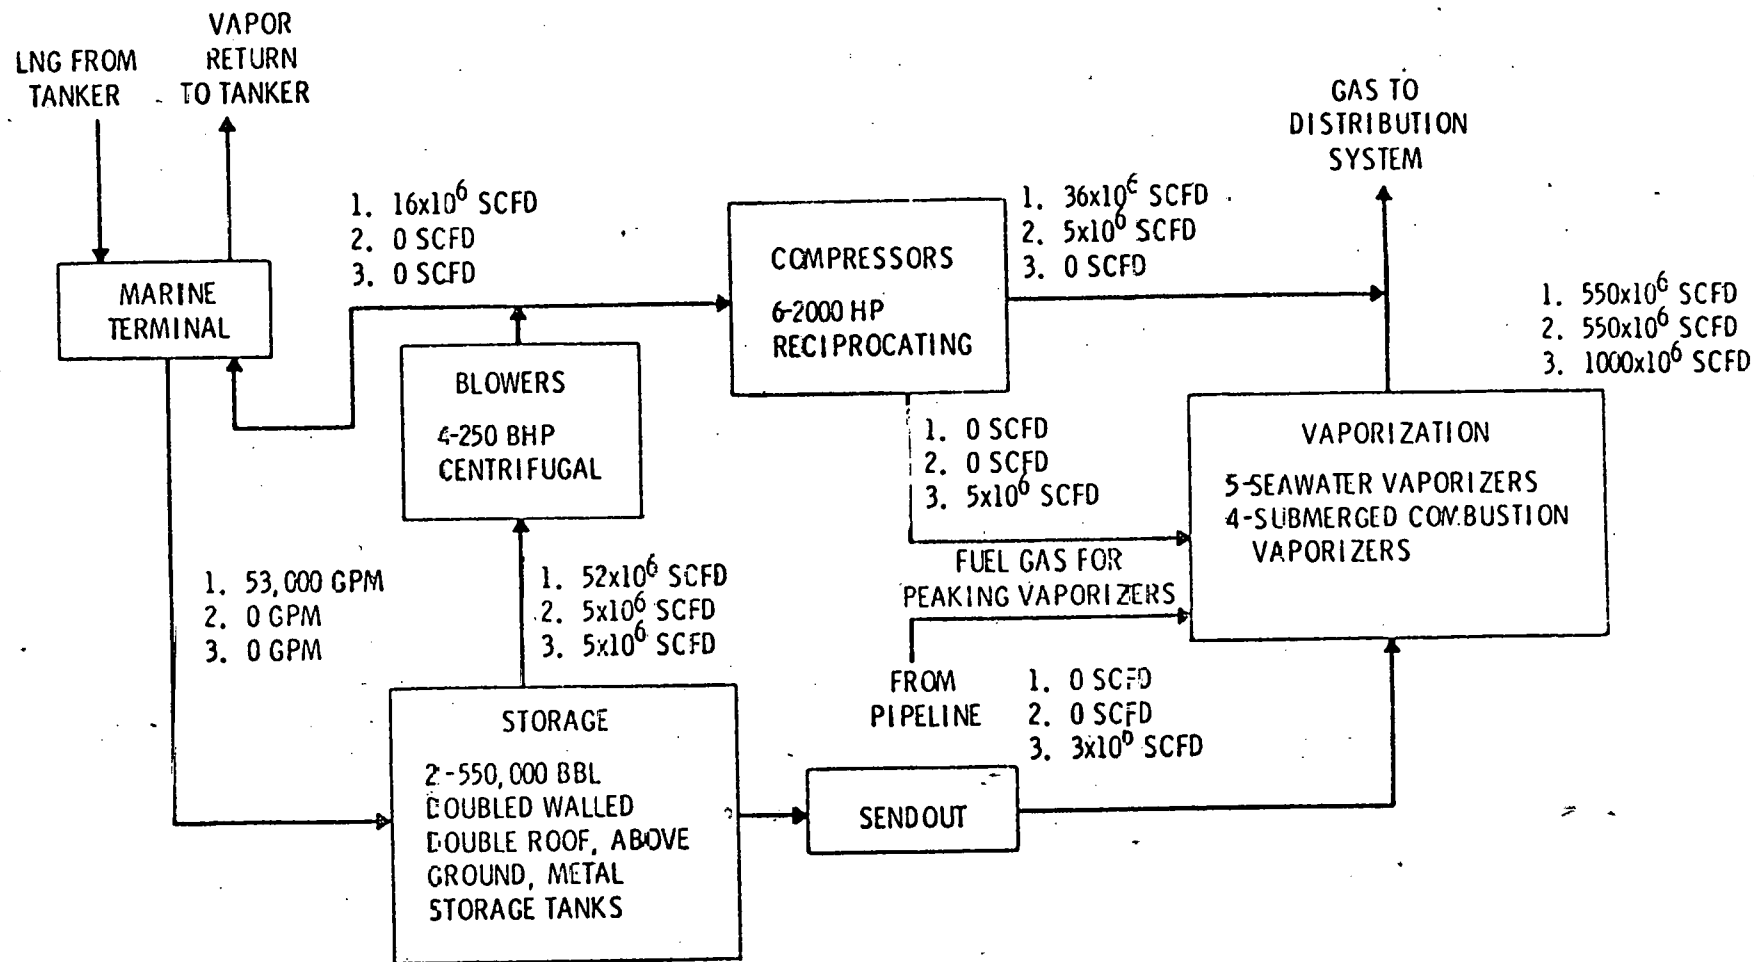 LNG FROM
TANKER
VAPOR
RETURN
TO TANKER
MARINE
TERMINAL
1. 16x10⁶ SCFD
2. 0 SCFD
3. 0 SCFD
BLOWERS
4-250 BHP
CENTRIFUGAL
COMPRESSORS
6-2000 HP
RECIPROCATING
1. 36x10⁶ SCFD
2. 5x10⁶ SCFD
3. 0 SCFD
GAS TO
DISTRIBUTION
SYSTEM
1. 550x10⁶ SCFD
2. 550x10⁶ SCFD
3. 1000x10⁶ SCFD
1. 0 SCFD
2. 0 SCFD
3. 5x10⁶ SCFD
VAPORIZATION
5-SEAWATER VAPORIZERS
4-SUBMERGED COMBUSTION
VAPORIZERS
FUEL GAS FOR
PEAKING VAPORIZERS
1. 53,000 GPM
2. 0 GPM
3. 0 GPM
1. 52x10⁶ SCFD
2. 5x10⁶ SCFD
3. 5x10⁶ SCFD
FROM
PIPELINE
1. 0 SCFD
2. 0 SCFD
3. 3x10⁶ SCFD
STORAGE
2-550,000 BBL
DOUBLED WALLED
DOUBLE ROOF, ABOVE
GROUND, METAL
STORAGE TANKS
SENDOUT